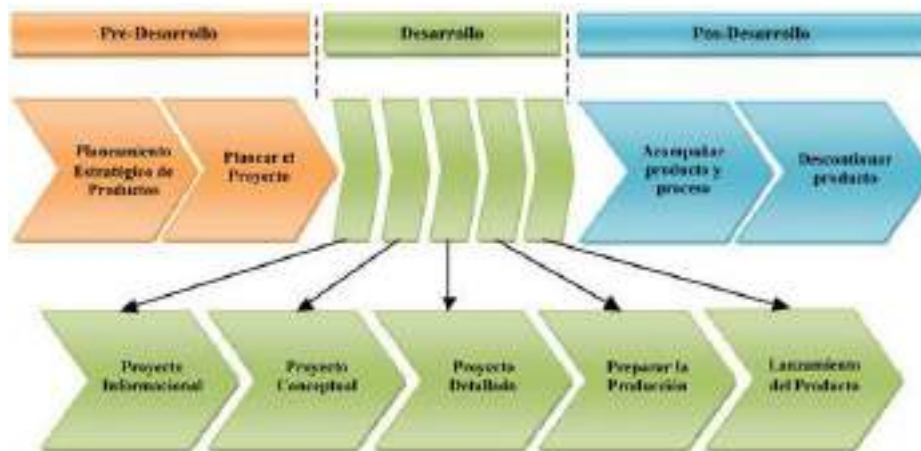 Pré-Desarrollo
Desarrollo
Pos-Desarrollo
Planeamiento
Estratégico de
Productos
Planear el
Proyecto
Acompañar
producto y
proceso
Descontinuar
producto
Proyecto
Informacional
Proyecto
Conceptual
Proyecto
Detallado
Preparar la
Producción
Lanzamiento
del Producto